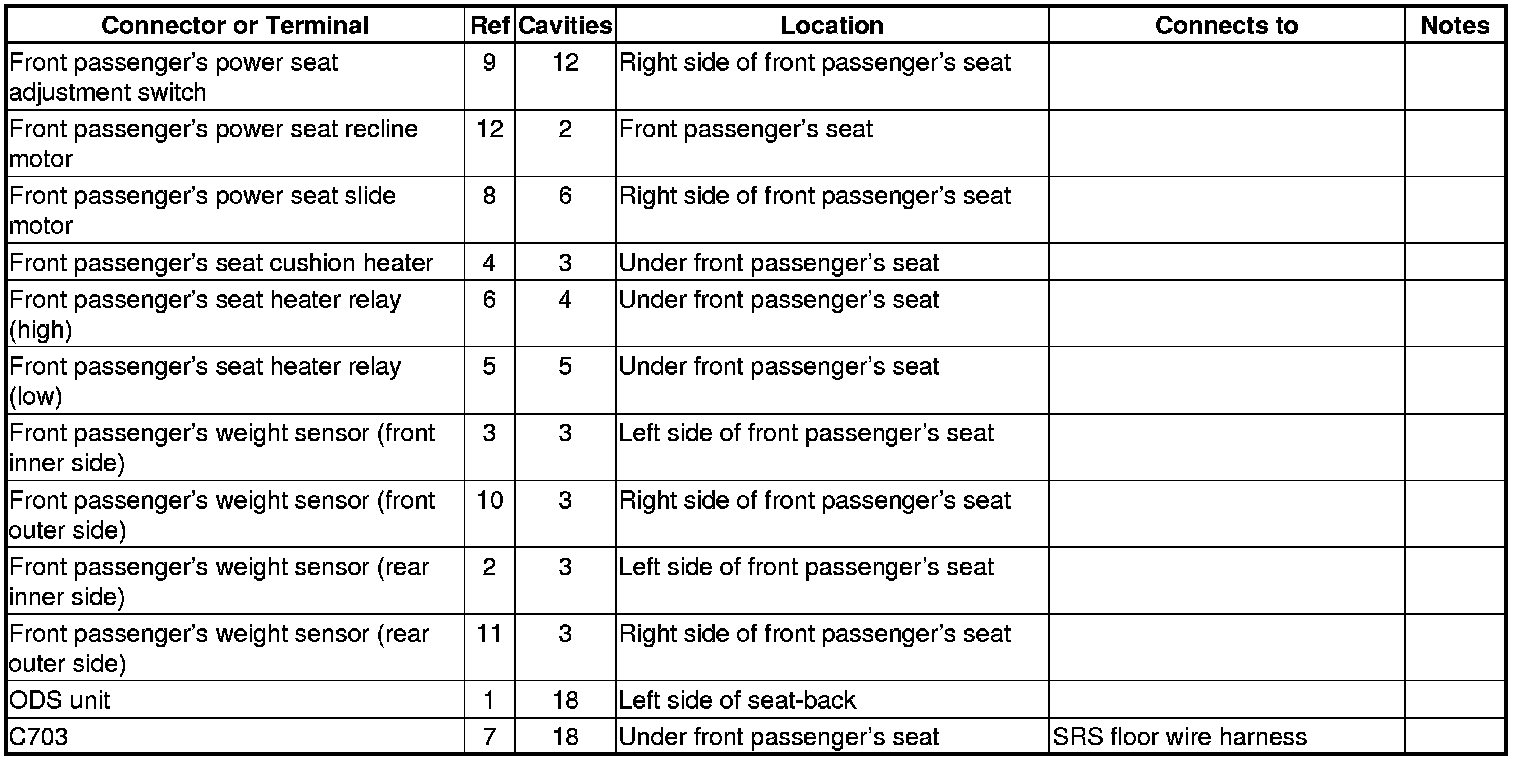 Connector or Terminal Ref Cavities Location Connects to Notes
Front passenger's power seat 9 12 Right side of front passenger's seat
adjustment switch
Front passenger's power seat recline 12 2 Front passenger's seat
motor
Front passenger's power seat slide 8 6 Right side of front passenger's seat
motor
Front passenger's seat cushion heater 4 3 Under front passenger's seat
Front passenger's seat heater relay 6 4 Under front passenger's seat
(high)
Front passenger's seat heater relay 5 5 Under front passenger's seat
(low)
Front passenger's weight sensor (front 3 3 Left side of front passenger's seat
inner side)
Front passenger's weight sensor (front 10 3 Right side of front passenger's seat
outer side)
Front passenger's weight sensor (rear 2 3 Left side of front passenger's seat
inner side)
Front passenger's weight sensor (rear 11 3 Right side of front passenger's seat
outer side)
ODS unit 1 18 Left side of seat-back
C703 7 18 Under front passenger's seat SRS floor wire harness